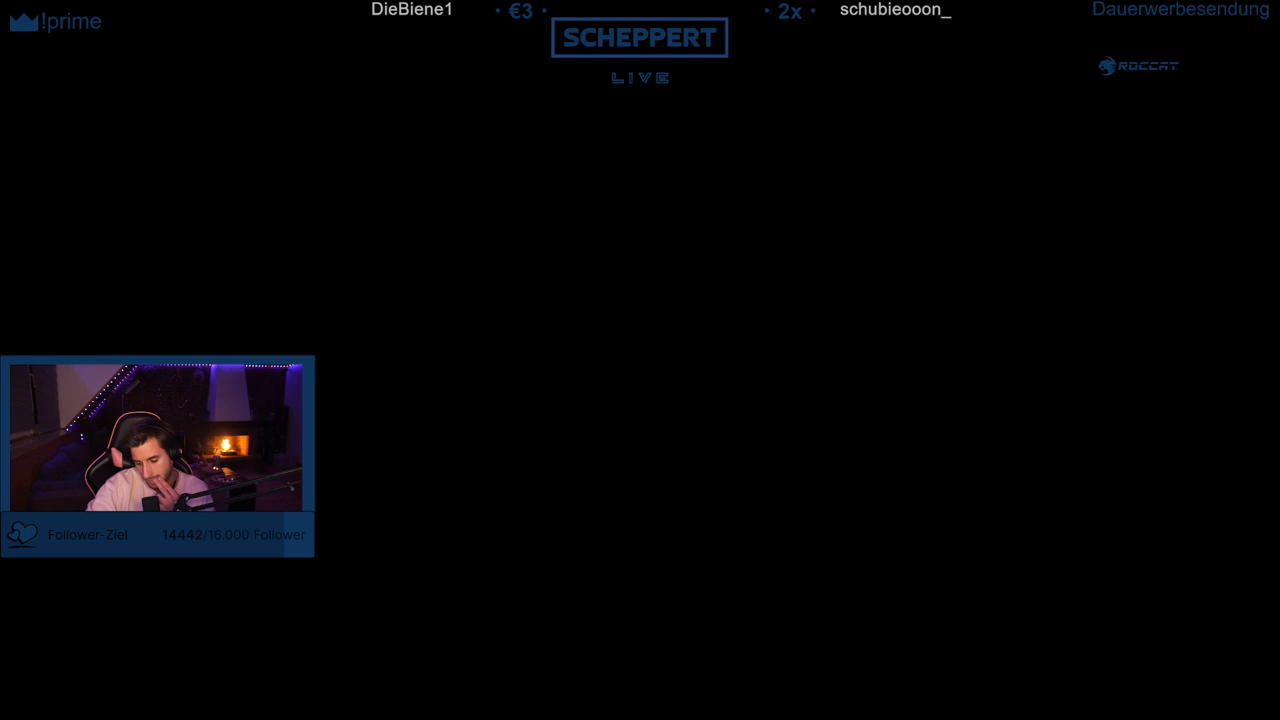 !prime
DieBiene1
· €3 ·
SCHEPPERT
LIVE
· 2x ·
schubieooon_
Dauerwerbesendung
ROCCAT
Follower-Ziel
14442/16.000 Follower